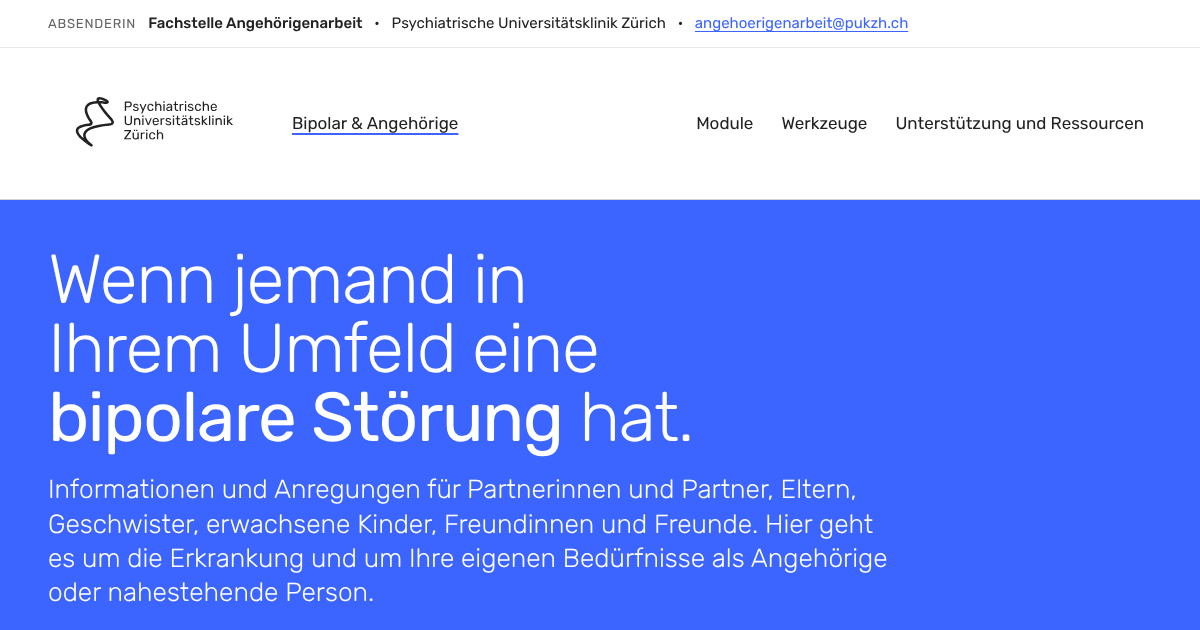 ABSENDERIN Fachstelle Angehörigenarbeit • Psychiatrische Universitätsklinik Zürich • angehoerigenarbeit@pukzh.ch
Psychiatrische
Universitätsklinik
Zürich
Bipolar & Angehörige
Module Werkzeuge Unterstützung und Ressourcen
Wenn jemand in
Ihrem Umfeld eine
bipolare Störung hat.
Informationen und Anregungen für Partnerinnen und Partner, Eltern,
Geschwister, erwachsene Kinder, Freundinnen und Freunde. Hier geht
es um die Erkrankung und um Ihre eigenen Bedürfnisse als Angehörige
oder nahestehende Person.